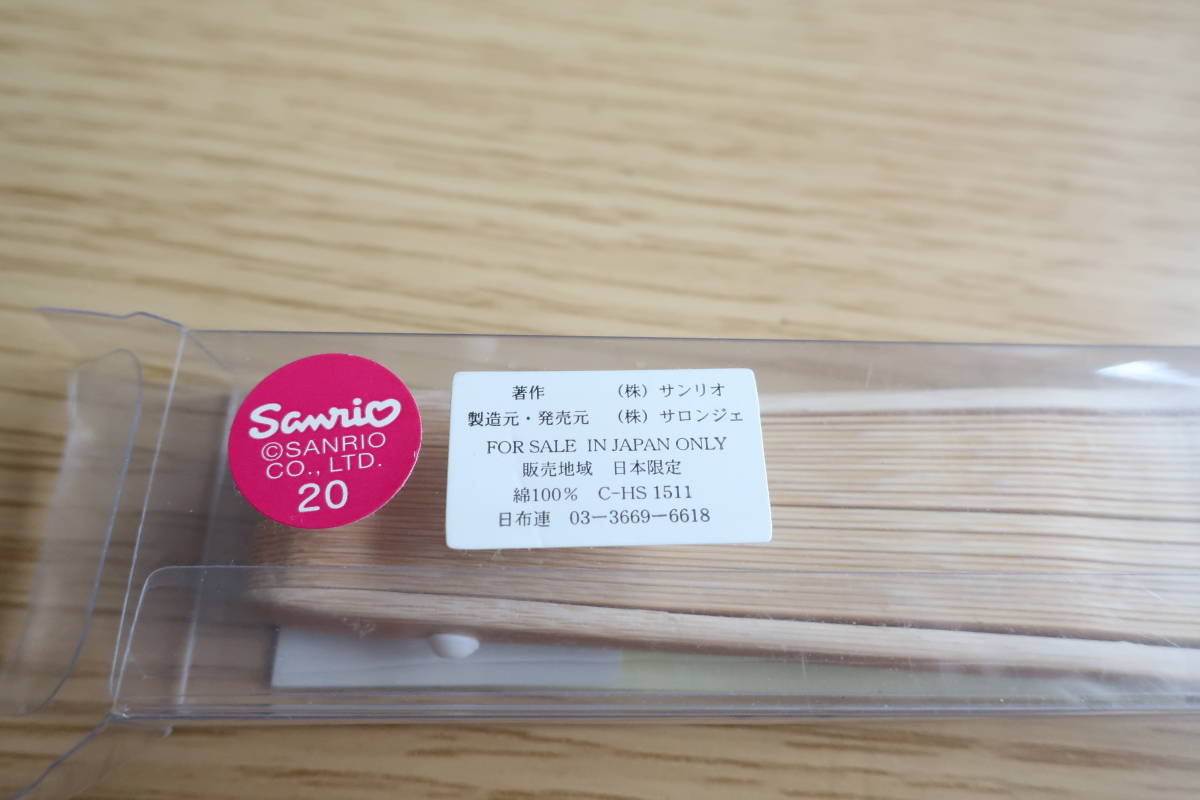 Sanrio
©SANRIO
CO., LTD.
20
著作 (株) サンリオ
製造元・発売元 (株) サロンジェ
FOR SALE IN JAPAN ONLY
販売地域 日本限定
綿100% C-HS 1511
日布連 03-3669-6618